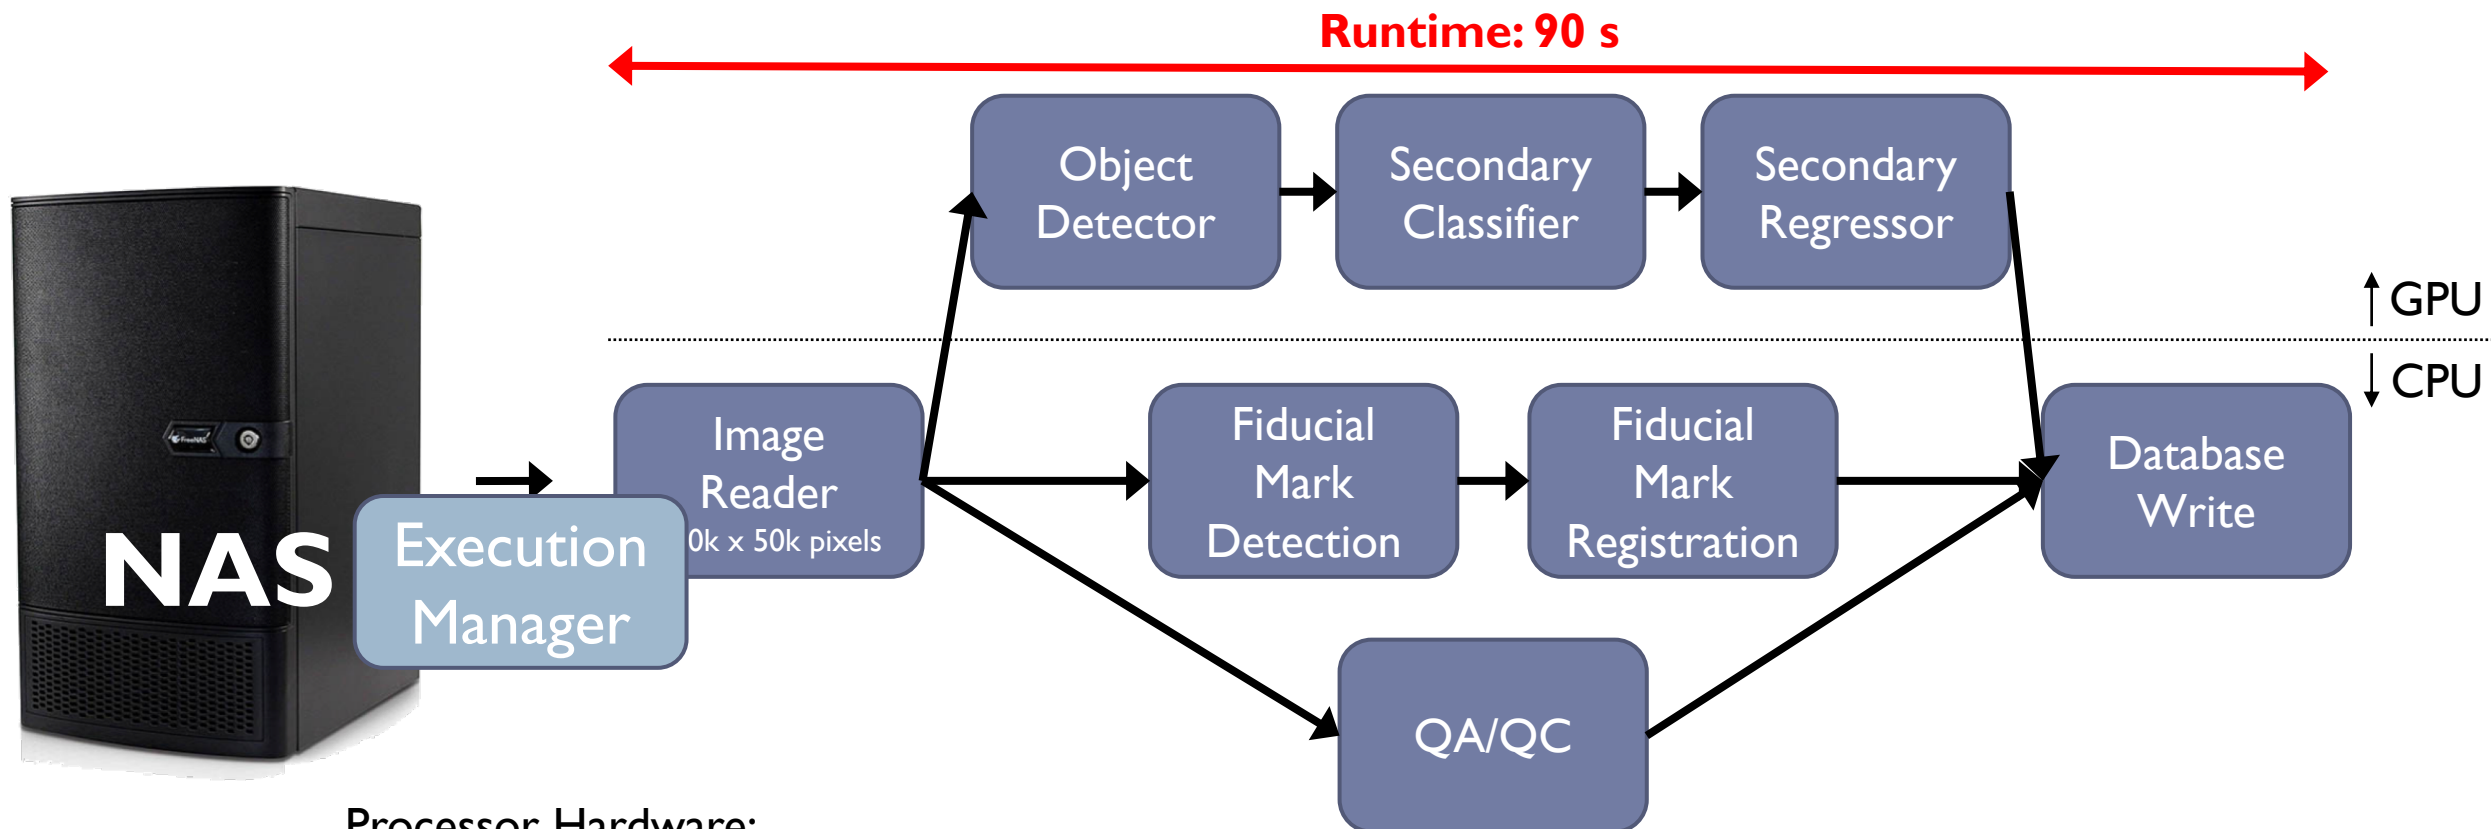 Runtime: 90 s
Object
Detector
Secondary
Classifier
Secondary
Regressor
GPU
CPU
Image
Reader
0k x 50k pixels
Fiducial
Mark
Detection
Fiducial
Mark
Registration
Database
Write
FreeNAS
NAS
Execution
Manager
QA/QC
Processor Hardware: